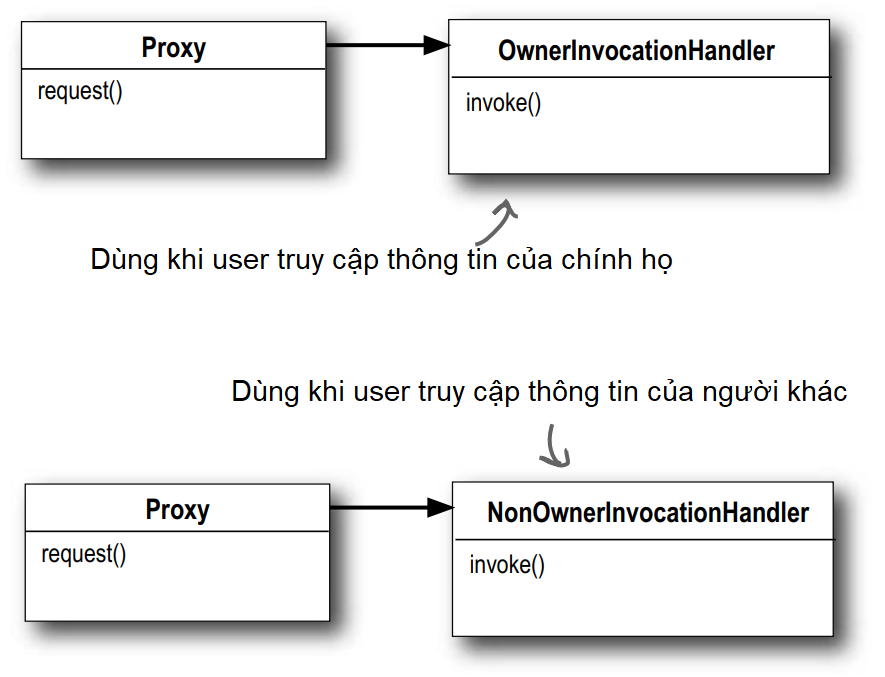 Proxy
request()
OwnerInvocationHandler
invoke()
Dùng khi user truy cập thông tin của chính họ
Dùng khi user truy cập thông tin của người khác
Proxy
request()
NonOwnerInvocationHandler
invoke()